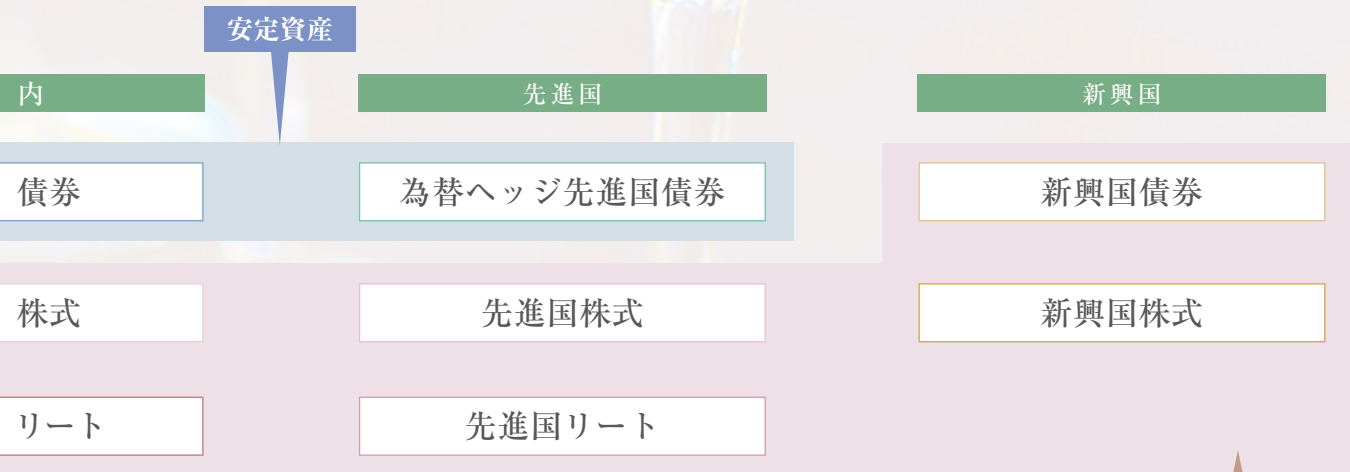 安定資産
内
先進国
新興国
債券
為替ヘッジ先進国債券
新興国債券
株式
先進国株式
新興国株式
リート
先進国リート